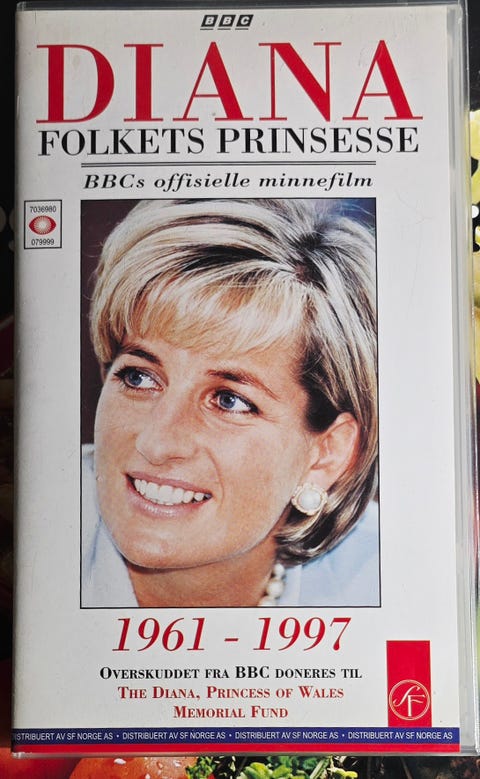 BBC
DIANA
FOLKETS PRINSESSE
BBCs offisielle minnefilm
7036980
079999
1961 - 1997
OVERSKUDDET FRA BBC DONERES TIL
THE DIANA, PRINCESS OF WALES
MEMORIAL FUND
SF
ISTRIBUERT AV SF NORGE AS • DISTRIBUERT AV SF NORGE AS • DISTRIBUERT AV SF NORGE AS • DISTRIBUERT AV SF NORGE AS